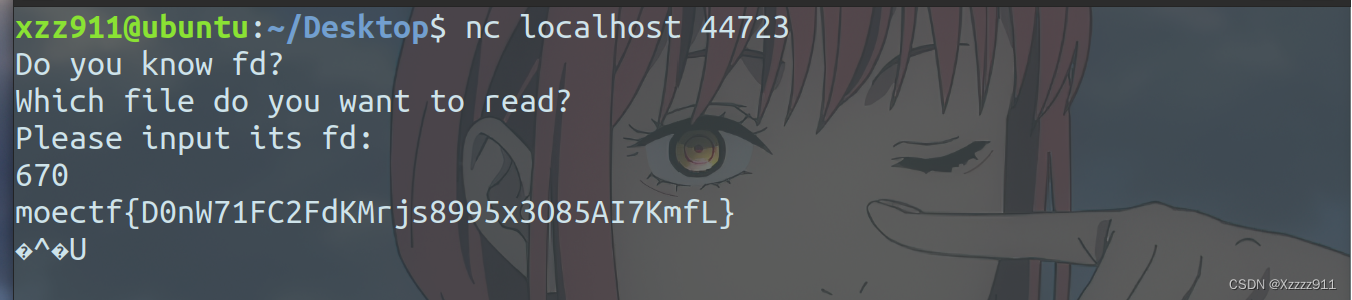 xzz911@ubuntu:~/Desktop$ nc localhost 44723
Do you know fd?
Which file do you want to read?
Please input its fd:
670
moectf{D0nW71FC2FdKMrjs8995x3O85AI7KmfL}
�^�U
CSDN @Xzzzz911